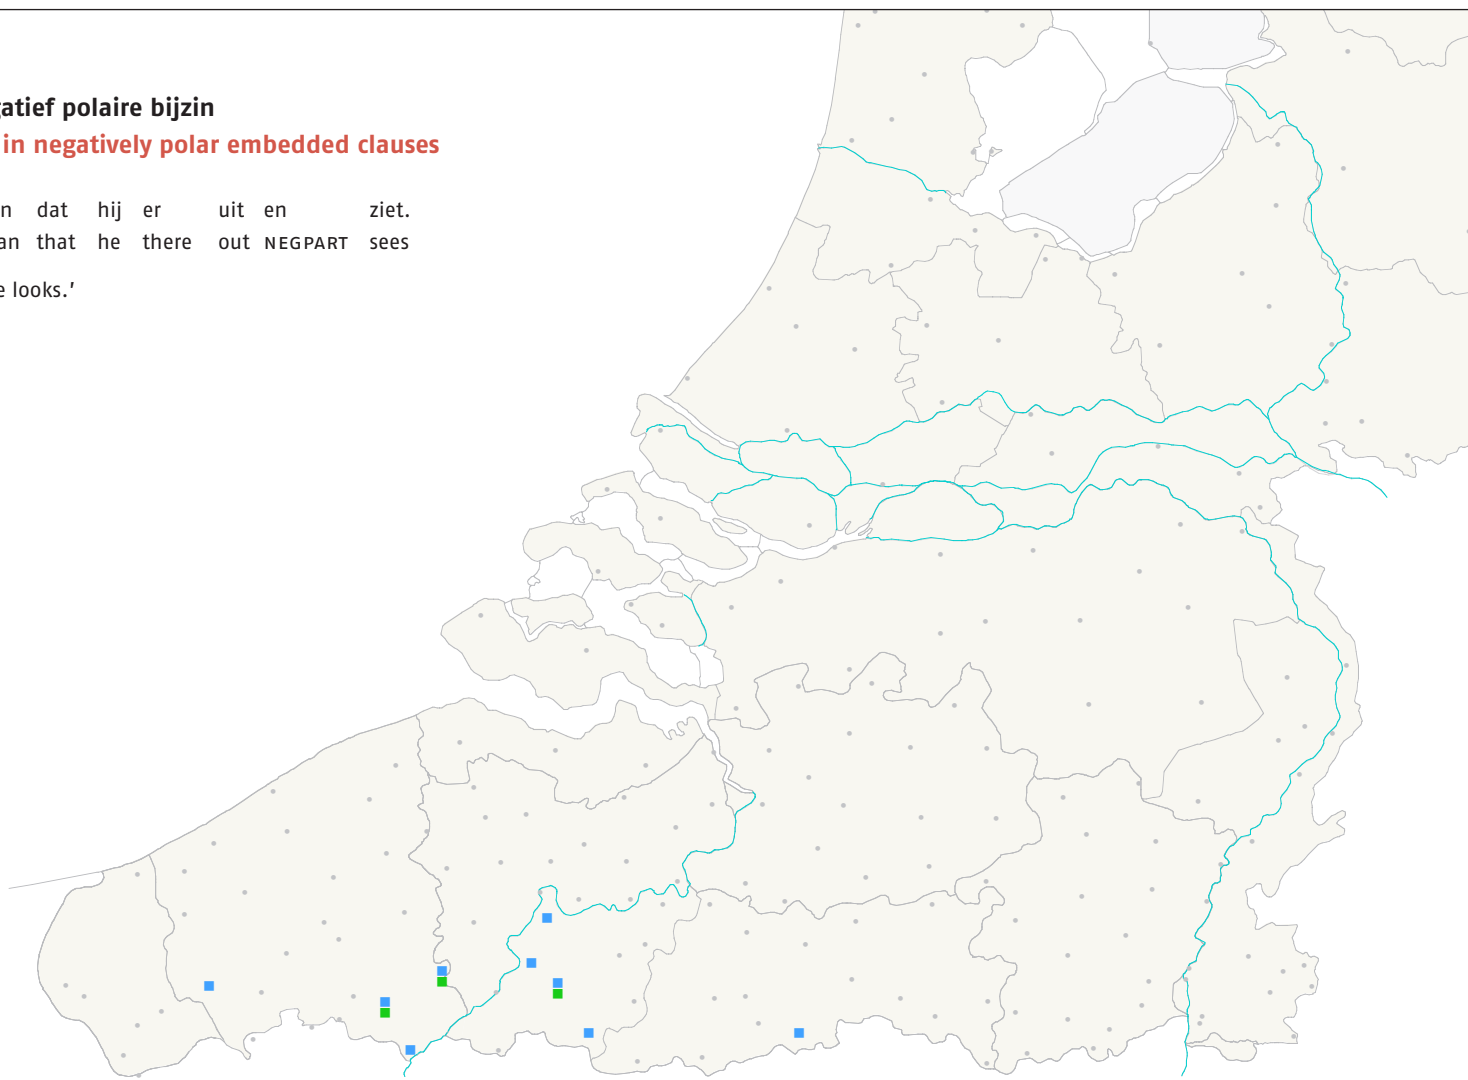 gatief polaire bijzin
in negatively polar embedded clauses
n dat hij er uit en ziet.
an that he there out NEGPART sees
e looks.’